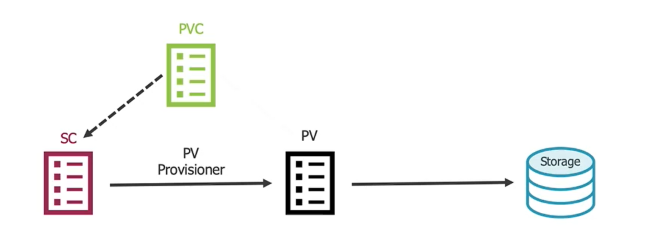 PVC
SC
PV
Provisioner
PV
Storage